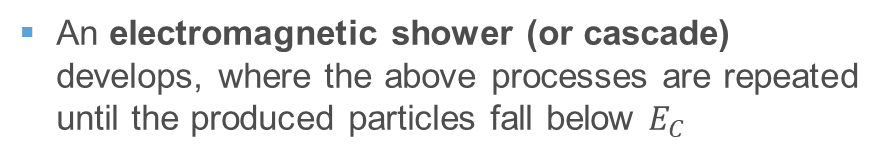 ▪ An electromagnetic shower (or cascade)
develops, where the above processes are repeated
until the produced particles fall below E_C